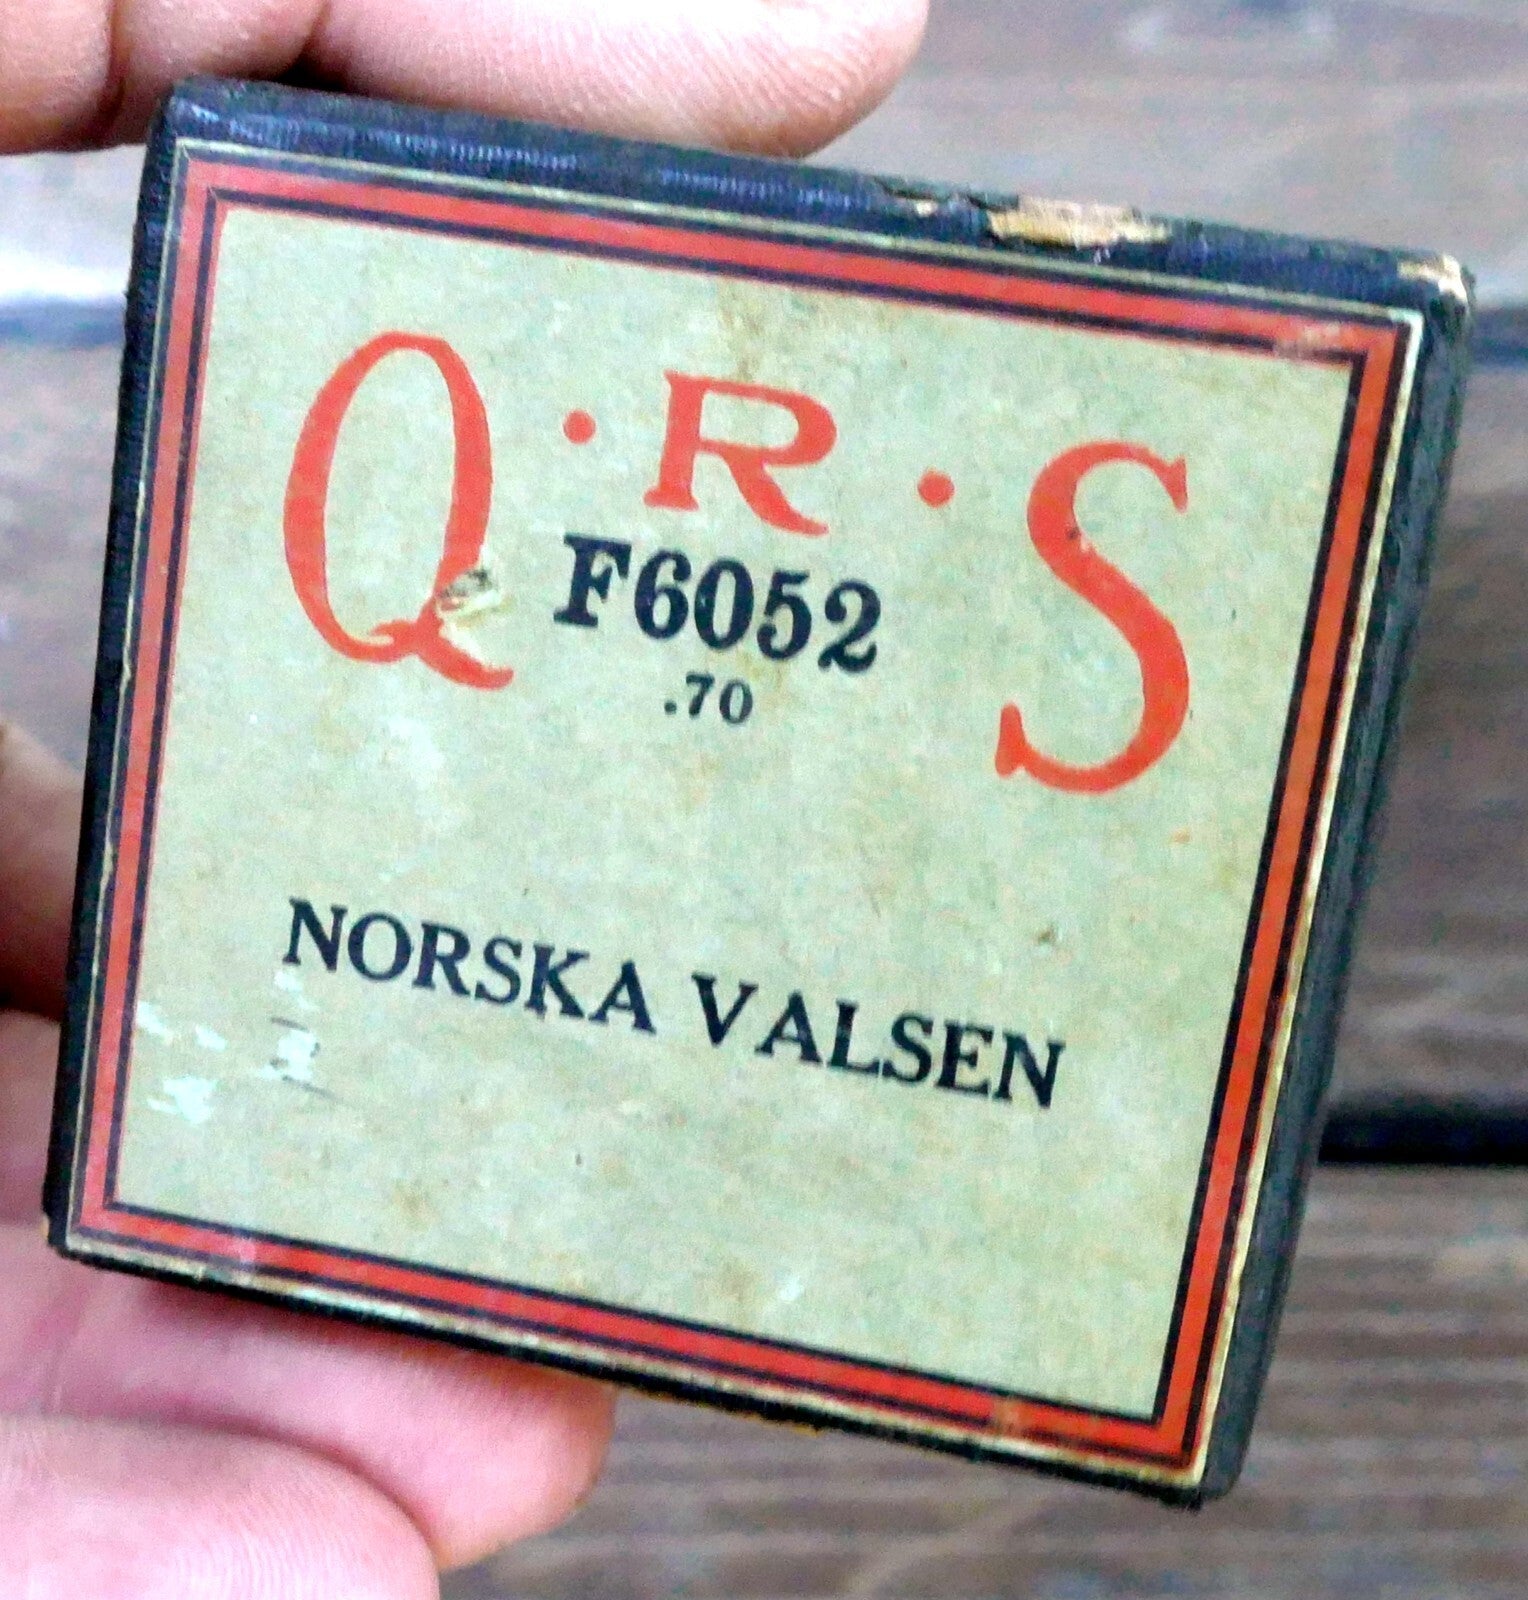 Q·R·S
F6052
.70
NORSKA VALSEN